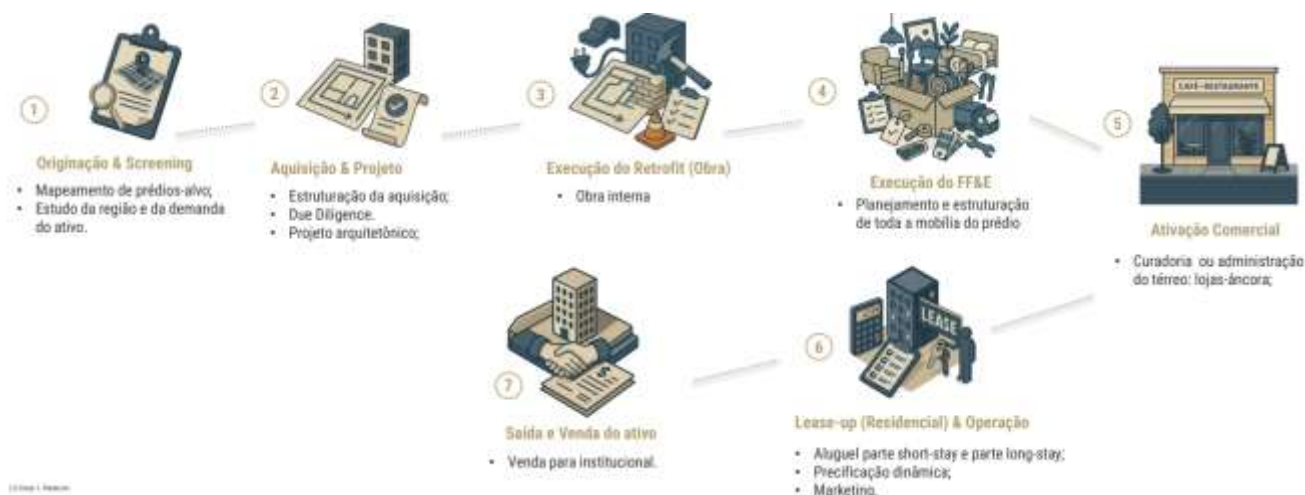 1
Originação & Screening
• Mapeamento de prédios-alvo;
• Estudo da região e da demanda
do ativo.
2
Aquisição & Projeto
• Estruturação da aquisição;
• Due Diligence.
• Projeto arquitetônico;
3
Execução do Retrofit (Obra)
• Obra interna
4
Execução do FF&E
• Planejamento e estruturação
de toda a mobília do prédio
5
CAFÉ-RESTAURANTE
Ativação Comercial
• Curadoria ou administração
do térreo: lojas-âncora;
6
LEASE
Lease-up (Residencial) & Operação
• Aluguel parte short-stay e parte long-stay;
• Precificação dinâmica;
• Marketing.
7
$
Saída e Venda do ativo
• Venda para institucional.